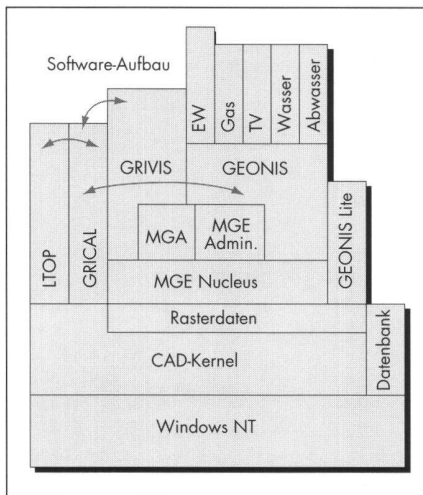 Software-Aufbau
EW
Gas
TV
Wasser
Abwasser
GRIVIS
GEONIS
LTOP
GRICAL
MGA
MGE
Admin.
GEONIS Lite
MGE Nucleus
Rasterdaten
CAD-Kernel
Datenbank
Windows NT